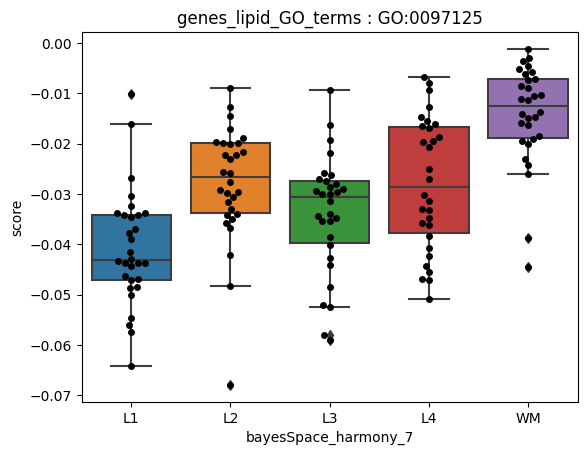 genes_lipid_GO_terms : GO:0097125
0.00
−0.01
−0.02
−0.03
−0.04
−0.05
−0.06
−0.07
score
L1 L2 L3 L4 WM
bayesSpace_harmony_7